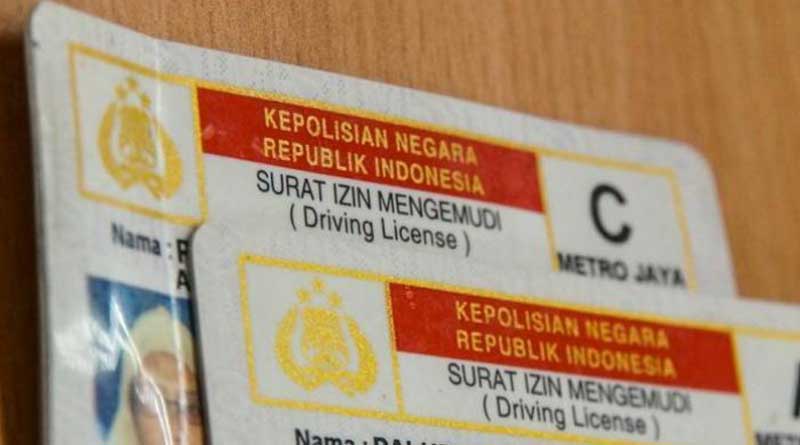 KEPOLISIAN NEGARA
REPUBLIK INDONESIA
SURAT IZIN MENGEMUDI
( Driving License )
C
METRO JAYA
Nama :
KEPOLISIAN NEGARA
REPUBLIK INDONESIA
SURAT IZIN MENGEMUDI
( Driving License )
Nama :